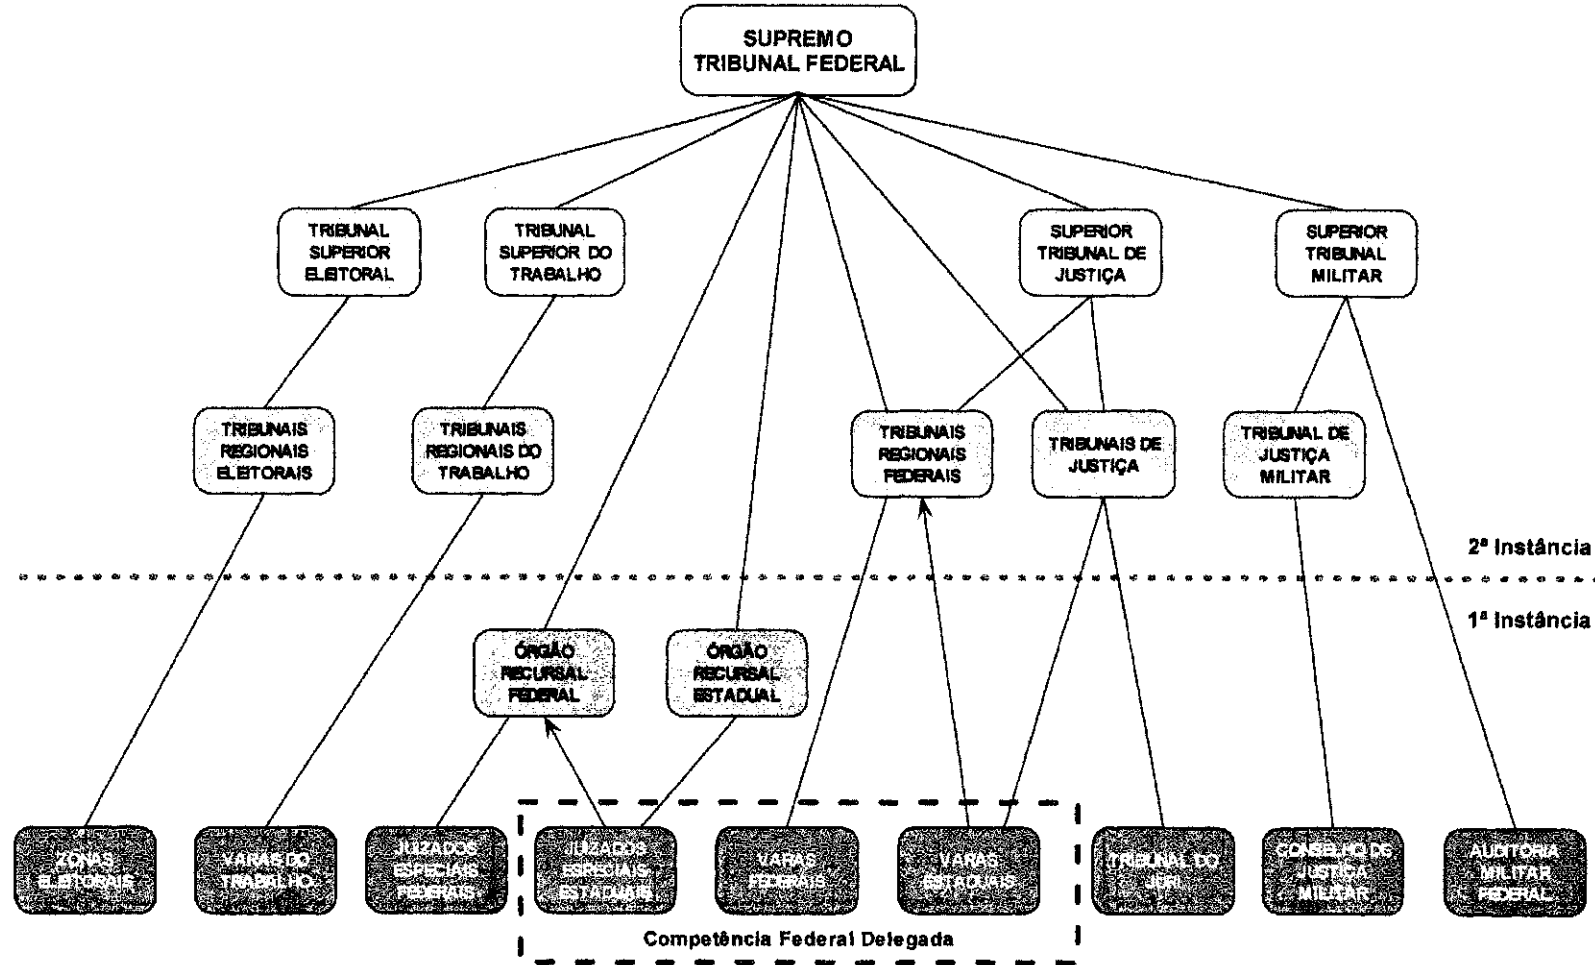 SUPREMO
TRIBUNAL FEDERAL
TRIBUNAL
SUPERIOR
ELEITORAL
TRIBUNAL
SUPERIOR DO
TRABALHO
SUPERIOR
TRIBUNAL DE
JUSTIÇA
SUPERIOR
TRIBUNAL
MILITAR
TRIBUNAIS
REGIONAIS
ELEITORAIS
TRIBUNAIS
REGIONAIS DO
TRABALHO
TRIBUNAIS
REGIONAIS
FEDERAIS
TRIBUNAIS DE
JUSTIÇA
TRIBUNAL DE
JUSTIÇA
MILITAR
2ª Instância
1ª Instância
ÓRGÃO
RECURSAL
FEDERAL
ÓRGÃO
RECURSAL
ESTADUAL
ZONAS
ELEITORAIS
VARAS DO
TRABALHO
JUIZADOS
ESPECIAIS
FEDERAIS
JUIZADOS
ESPECIAIS
ESTADUAIS
VARAS
FEDERAIS
VARAS
ESTADUAIS
TRIBUNAL DO
JÚRI
CONSELHO DE
JUSTIÇA
MILITAR
AUDITORIA
MILITAR
FEDERAL
Competência Federal Delegada